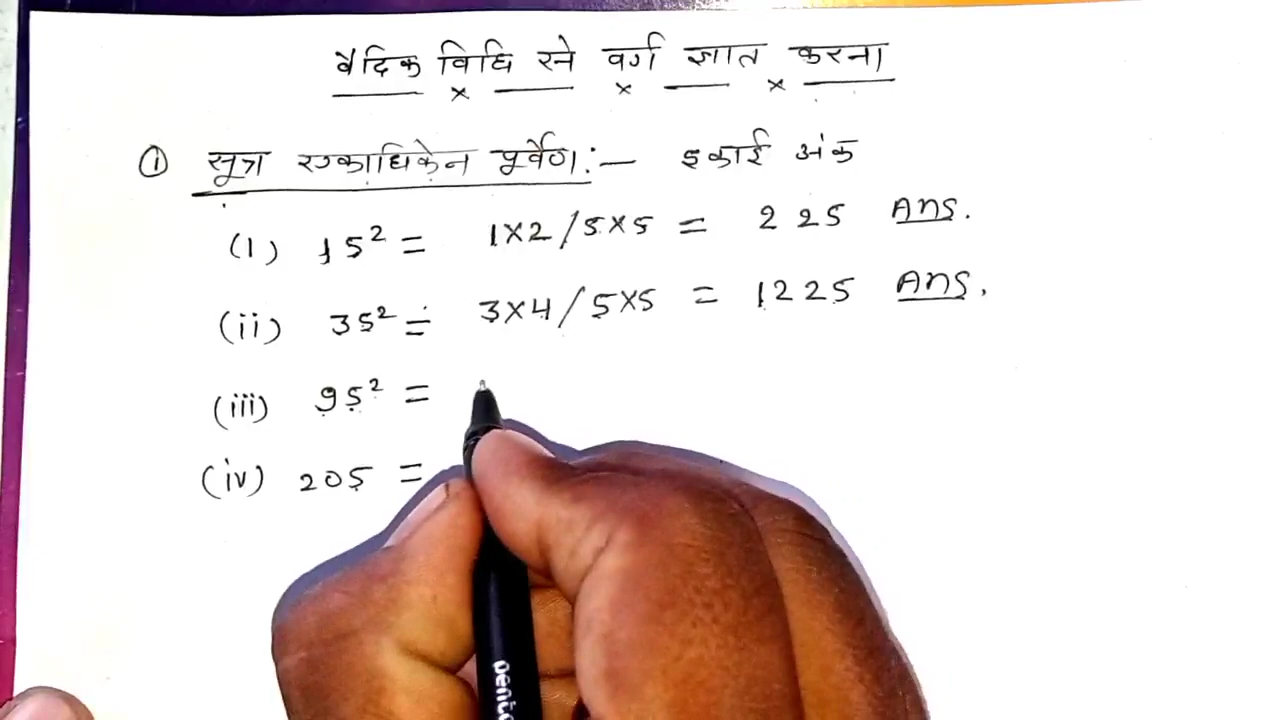 वैदिक विधि से वर्ग ज्ञात करना
① सूत्र एकाधिकेन पूर्वेण:— इकाई अंक
(i) 15² = 1×2/5×5 = 225 Ans.
(ii) 35² = 3×4/5×5 = 1225 Ans.
(iii) 95² =
(iv) 205 =